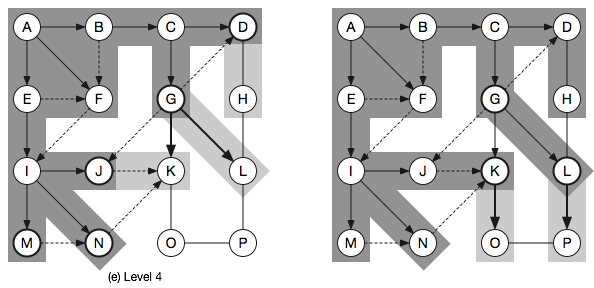 A B C D A B C D
E F G H E F G H
I J K L I J K L
M N O P M N O P
(e) Level 4